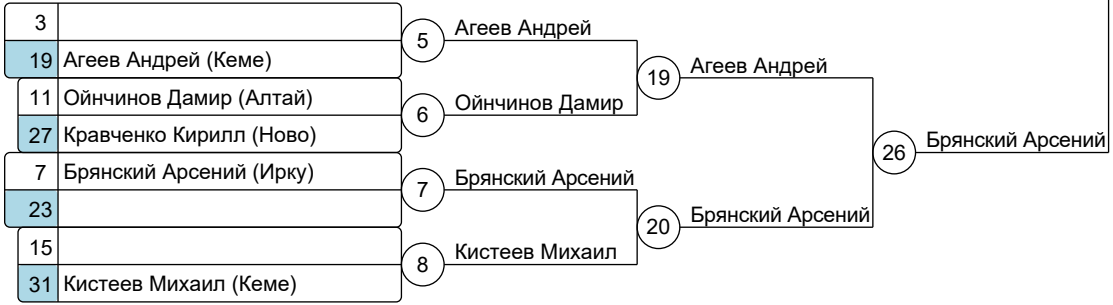 3
19 Агеев Андрей (Кеме)
5
Агеев Андрей
11 Ойнчинов Дамир (Алтай)
27 Кравченко Кирилл (Ново)
6
Ойнчинов Дамир
19
Агеев Андрей
7 Брянский Арсений (Ирку)
23
7
Брянский Арсений
15
31 Кистеев Михаил (Кеме)
8
Кистеев Михаил
20
Брянский Арсений
26
Брянский Арсений